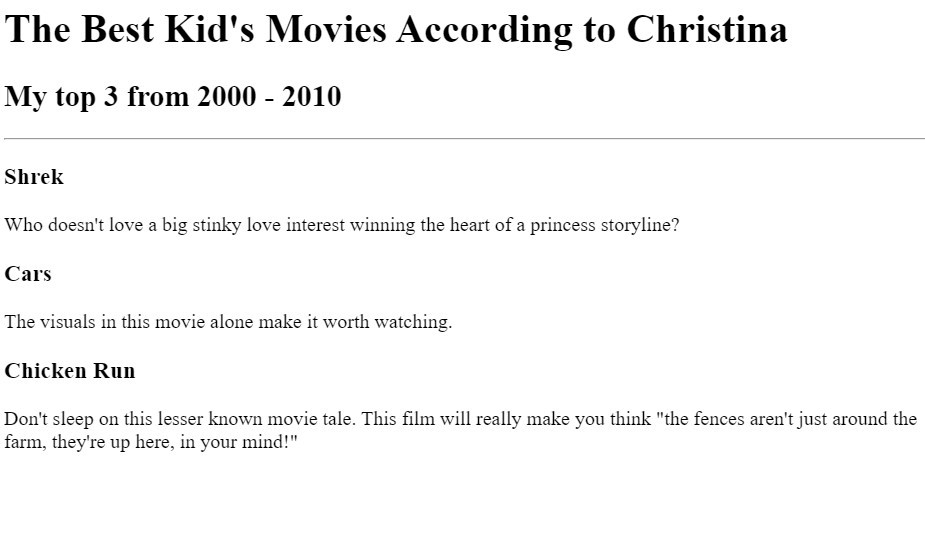 The Best Kid's Movies According to Christina
My top 3 from 2000 - 2010
Shrek
Who doesn't love a big stinky love interest winning the heart of a princess storyline?
Cars
The visuals in this movie alone make it worth watching.
Chicken Run
Don't sleep on this lesser known movie tale. This film will really make you think "the fences aren't just around the
farm, they're up here, in your mind!"